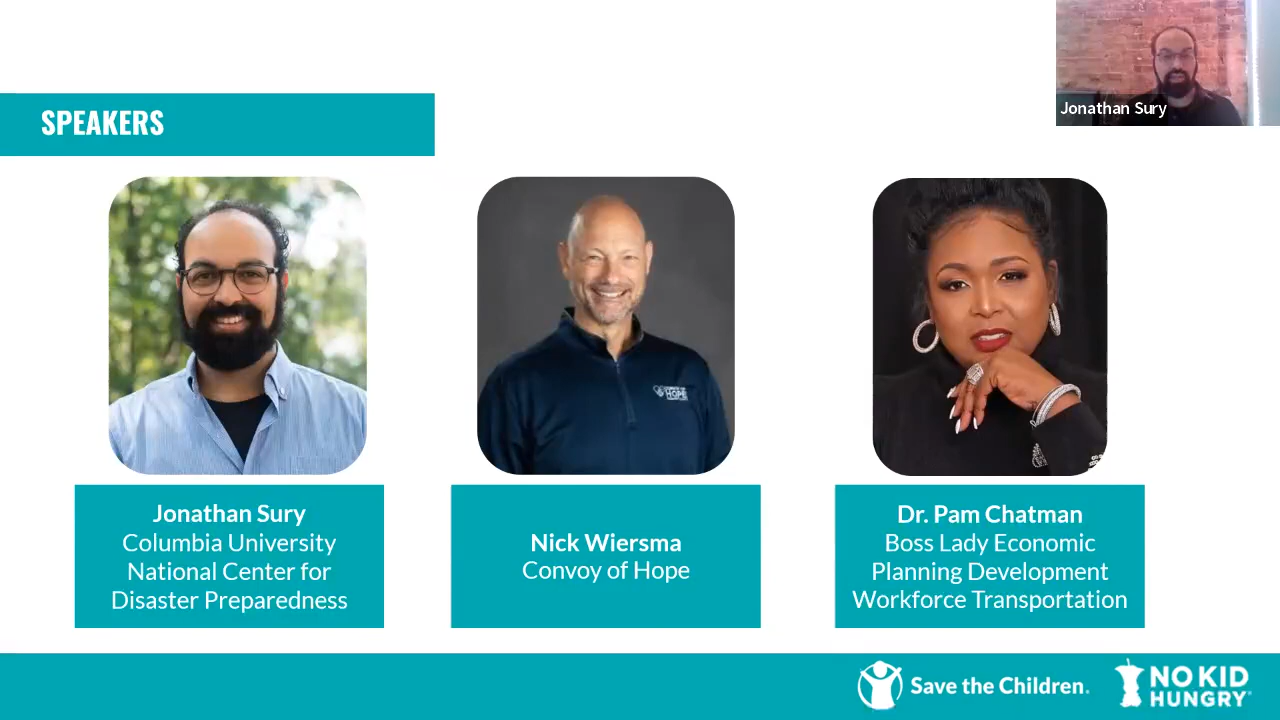 Jonathan Sury
SPEAKERS
HOPE
Jonathan Sury
Columbia University
National Center for
Disaster Preparedness
Nick Wiersma
Convoy of Hope
Dr. Pam Chatman
Boss Lady Economic
Planning Development
Workforce Transportation
Save the Children.
NO KID
HUNGRY